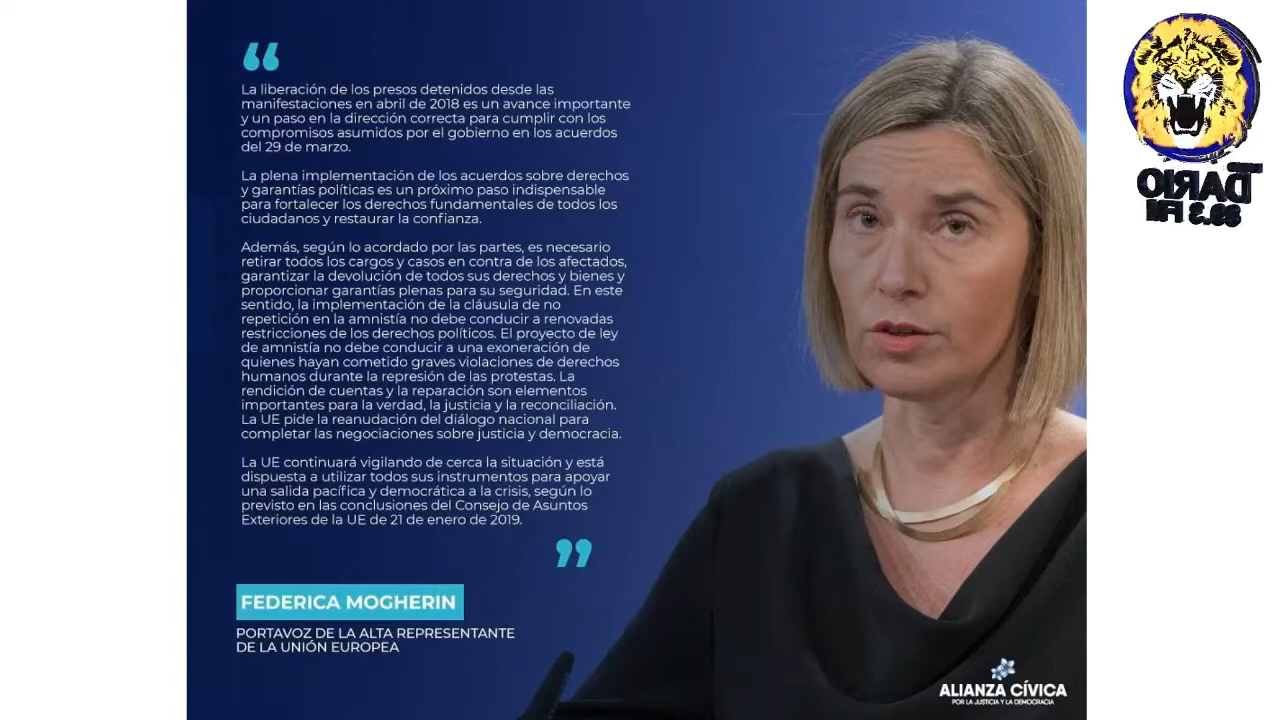 La liberación de los presos detenidos desde las
manifestaciones en abril de 2018 es un avance importante
y un paso en la dirección correcta para cumplir con los
compromisos asumidos por el gobierno en los acuerdos
del 29 de marzo.
La plena implementación de los acuerdos sobre derechos
y garantías políticas es un próximo paso indispensable
para fortalecer los derechos fundamentales de todos los
ciudadanos y restaurar la confianza.
Además, según lo acordado por las partes, es necesario
retirar todos los cargos y casos en contra de los afectados,
garantizar la devolución de todos sus derechos y bienes y
proporcionar garantías plenas para su seguridad. En este
sentido, la implementación de la cláusula de no
repetición en la amnistía no debe conducir a renovadas
restricciones de los derechos políticos. El proyecto de ley
de amnistía no debe conducir a una exoneración de
quienes hayan cometido graves violaciones de derechos
humanos durante la represión de las protestas. La
rendición de cuentas y la reparación son elementos
importantes para la verdad, la justicia y la reconciliación.
La UE pide la reanudación del diálogo nacional para
completar las negociaciones sobre justicia y democracia.
La UE continuará vigilando de cerca la situación y está
dispuesta a utilizar todos sus instrumentos para apoyar
una salida pacífica y democrática a la crisis, según lo
previsto en las conclusiones del Consejo de Asuntos
Exteriores de la UE de 21 de enero de 2019.
FEDERICA MOGHERIN
PORTAVOZ DE LA ALTA REPRESENTANTE
DE LA UNIÓN EUROPEA
ALIANZA CÍVICA
POR LA JUSTICIA Y LA DEMOCRACIA
DARIO
89.3 FM